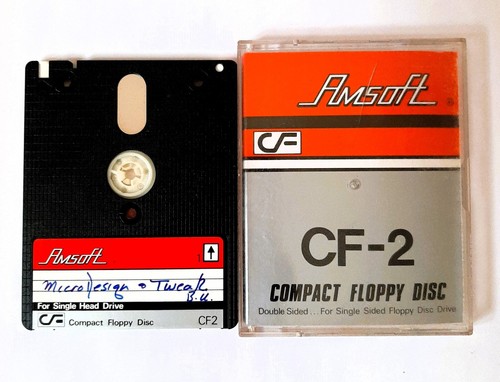 Amsoft
MicroDesign + Tweak
B.U.
For Single Head Drive
CF Compact Floppy Disc CF2
Amsoft
CF
CF-2
COMPACT FLOPPY DISC
Double Sided... For Single Sided Floppy Disc Drive